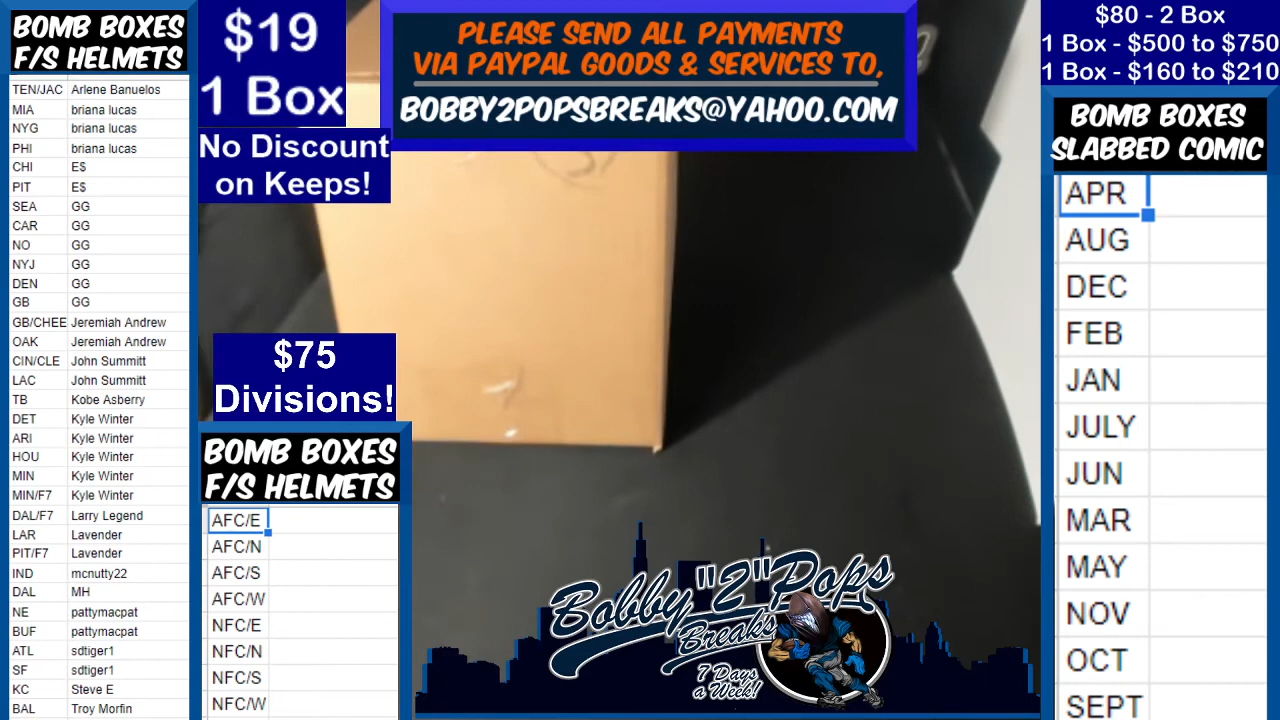 BOMB BOXES
F/S HELMETS
TEN/JAC Arlene Banuelos
MIA briana lucas
NYG briana lucas
PHI briana lucas
CHI E$
PIT E$
SEA GG
CAR GG
NO GG
NYJ GG
DEN GG
GB GG
GB/CHEE Jeremiah Andrew
OAK Jeremiah Andrew
CIN/CLE John Summitt
LAC John Summitt
TB Kobe Asberry
DET Kyle Winter
ARI Kyle Winter
HOU Kyle Winter
MIN Kyle Winter
MIN/F7 Kyle Winter
DAL/F7 Larry Legend
LAR Lavender
PIT/F7 Lavender
IND mcnutty22
DAL MH
NE pattymacpat
BUF pattymacpat
ATL sdtiger1
SF sdtiger1
KC Steve E
BAL Troy Morfin
$19
1 Box
No Discount
on Keeps!
$75
Divisions!
BOMB BOXES
F/S HELMETS
AFC/E
AFC/N
AFC/S
AFC/W
NFC/E
NFC/N
NFC/S
NFC/W
PLEASE SEND ALL PAYMENTS
VIA PAYPAL GOODS & SERVICES TO,
BOBBY2POPSBREAKS@YAHOO.COM
Bobby "2" Pops
Breaks
7 Days
a Week!
$80 - 2 Box
1 Box - $500 to $750
1 Box - $160 to $210
BOMB BOXES
SLABBED COMIC
APR
AUG
DEC
FEB
JAN
JULY
JUN
MAR
MAY
NOV
OCT
SEPT